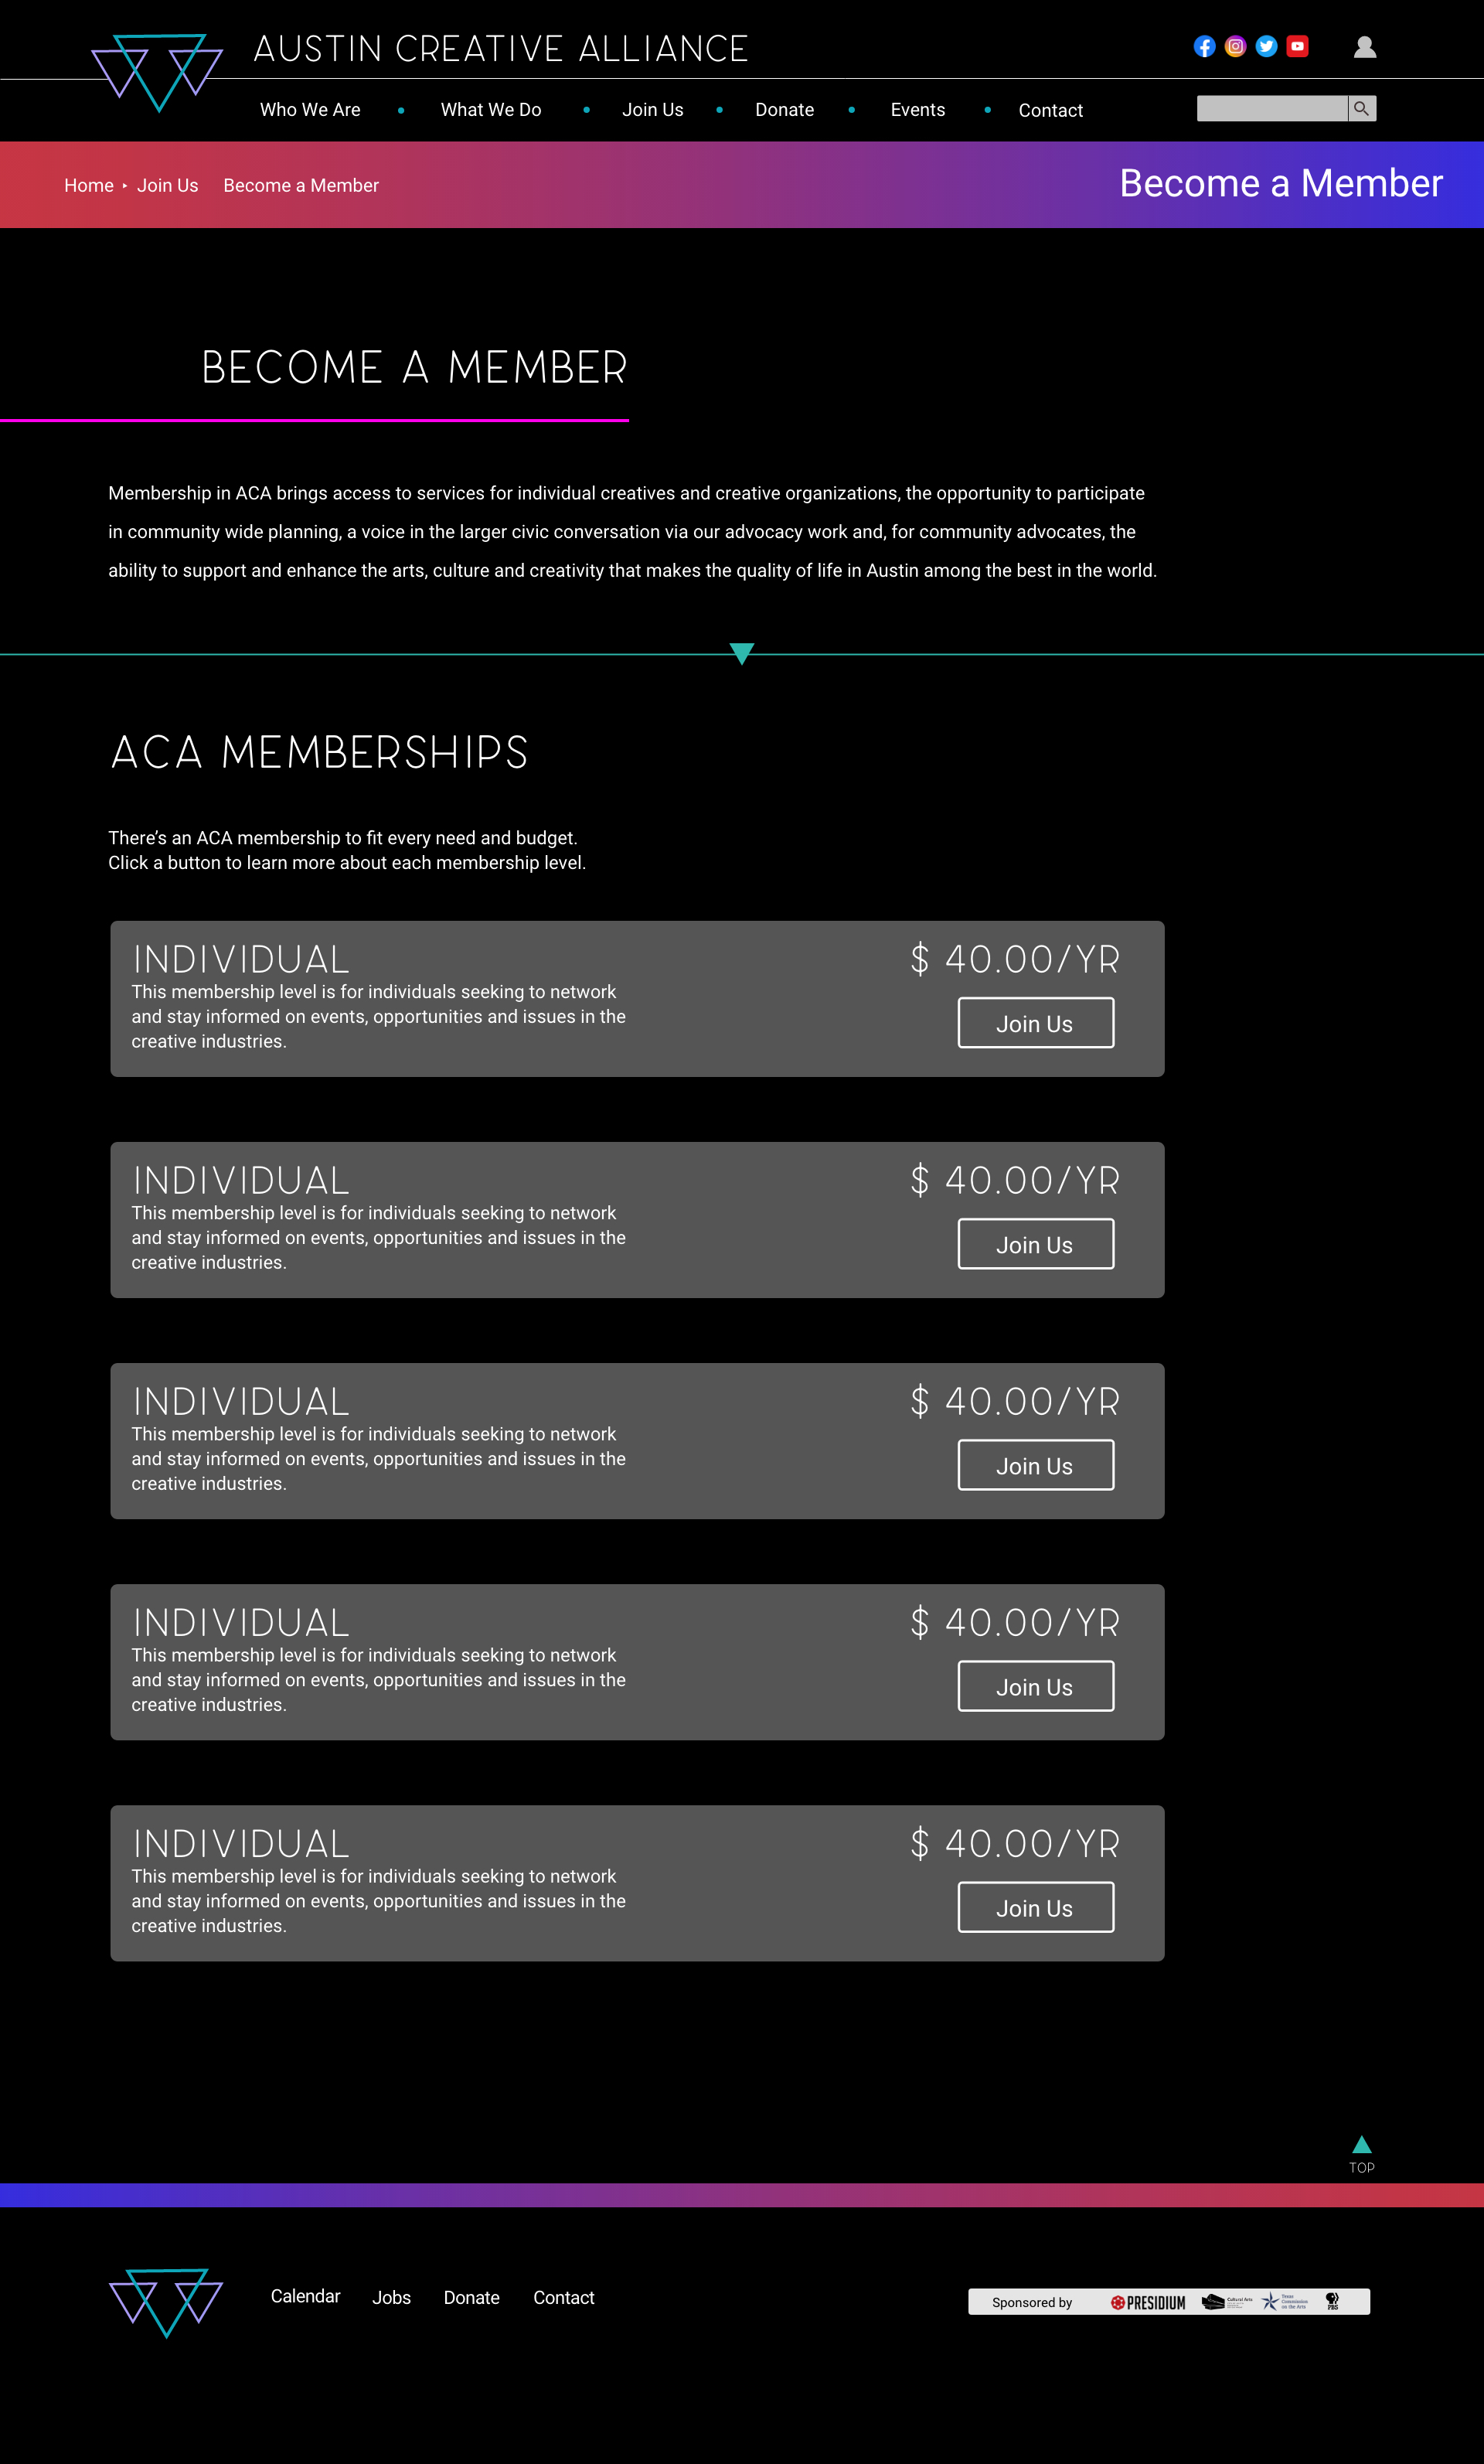 AUSTIN CREATIVE ALLIANCE
Who We Are
What We Do
Join Us
Donate
Events
Contact
Home
Join Us
Become a Member
Become a Member
BECOME A MEMBER
Membership in ACA brings access to services for individual creatives and creative organizations, the opportunity to participate
in community wide planning, a voice in the larger civic conversation via our advocacy work and, for community advocates, the
ability to support and enhance the arts, culture and creativity that makes the quality of life in Austin among the best in the world.
ACA MEMBERSHIPS
There’s an ACA membership to fit every need and budget.
Click a button to learn more about each membership level.
INDIVIDUAL
This membership level is for individuals seeking to network
and stay informed on events, opportunities and issues in the
creative industries.
$ 40.00/YR
Join Us
INDIVIDUAL
This membership level is for individuals seeking to network
and stay informed on events, opportunities and issues in the
creative industries.
$ 40.00/YR
Join Us
INDIVIDUAL
This membership level is for individuals seeking to network
and stay informed on events, opportunities and issues in the
creative industries.
$ 40.00/YR
Join Us
INDIVIDUAL
This membership level is for individuals seeking to network
and stay informed on events, opportunities and issues in the
creative industries.
$ 40.00/YR
Join Us
INDIVIDUAL
This membership level is for individuals seeking to network
and stay informed on events, opportunities and issues in the
creative industries.
$ 40.00/YR
Join Us
TOP
Calendar
Jobs
Donate
Contact
Sponsored by
PRESIDIUM
Cultural Arts
Texas
Commission
on the Arts
PBS